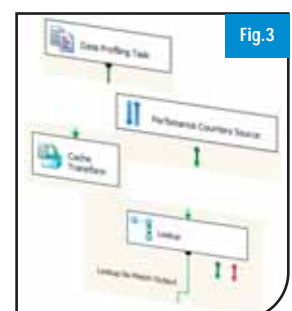 Fig.3
Data Profiling Task
Performance Counters Source
Cache
Transform
Lookup
Lookup No Match Output